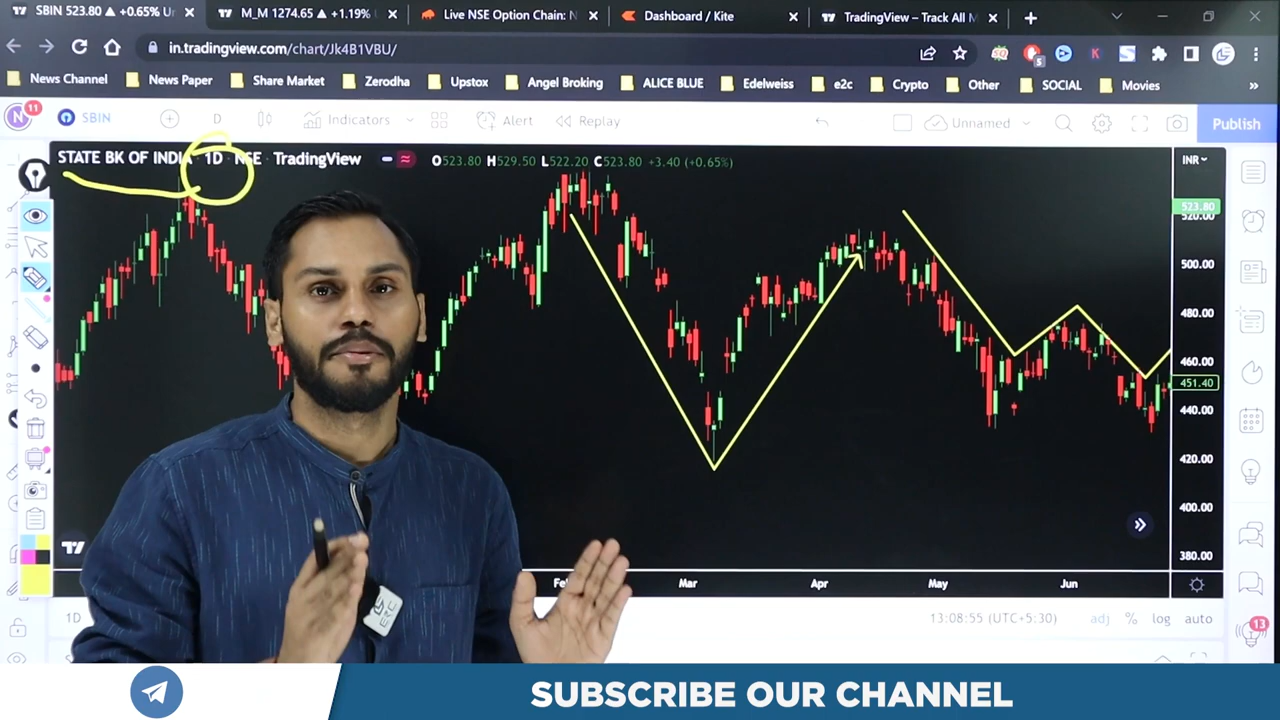 SBIN 523.80 ▲ +0.65% U
M_M 1274.65 ▲ +1.19%
Live NSE Option Chain: N
Dashboard / Kite
TradingView – Track All M
in.tradingview.com/chart/Jk4B1VBU/
5
K
News Channel
News Paper
Share Market
Zerodha
Upstox
Angel Broking
ALICE BLUE
Edelweiss
e2c
Crypto
Other
SOCIAL
Movies
»
N 11
SBIN
D
Indicators
Alert
Replay
Unnamed
Publish
STATE BK OF INDIA · 1D · NSE TradingView
O523.80 H529.50 L522.20 C523.80 +3.40 (+0.65%)
INR
523.80
520.00
500.00
480.00
460.00
451.40
440.00
420.00
400.00
380.00
Mar
Apr
May
Jun
1D
13:08:55 (UTC+5:30)
adj
%
log
auto
13
SUBSCRIBE OUR CHANNEL